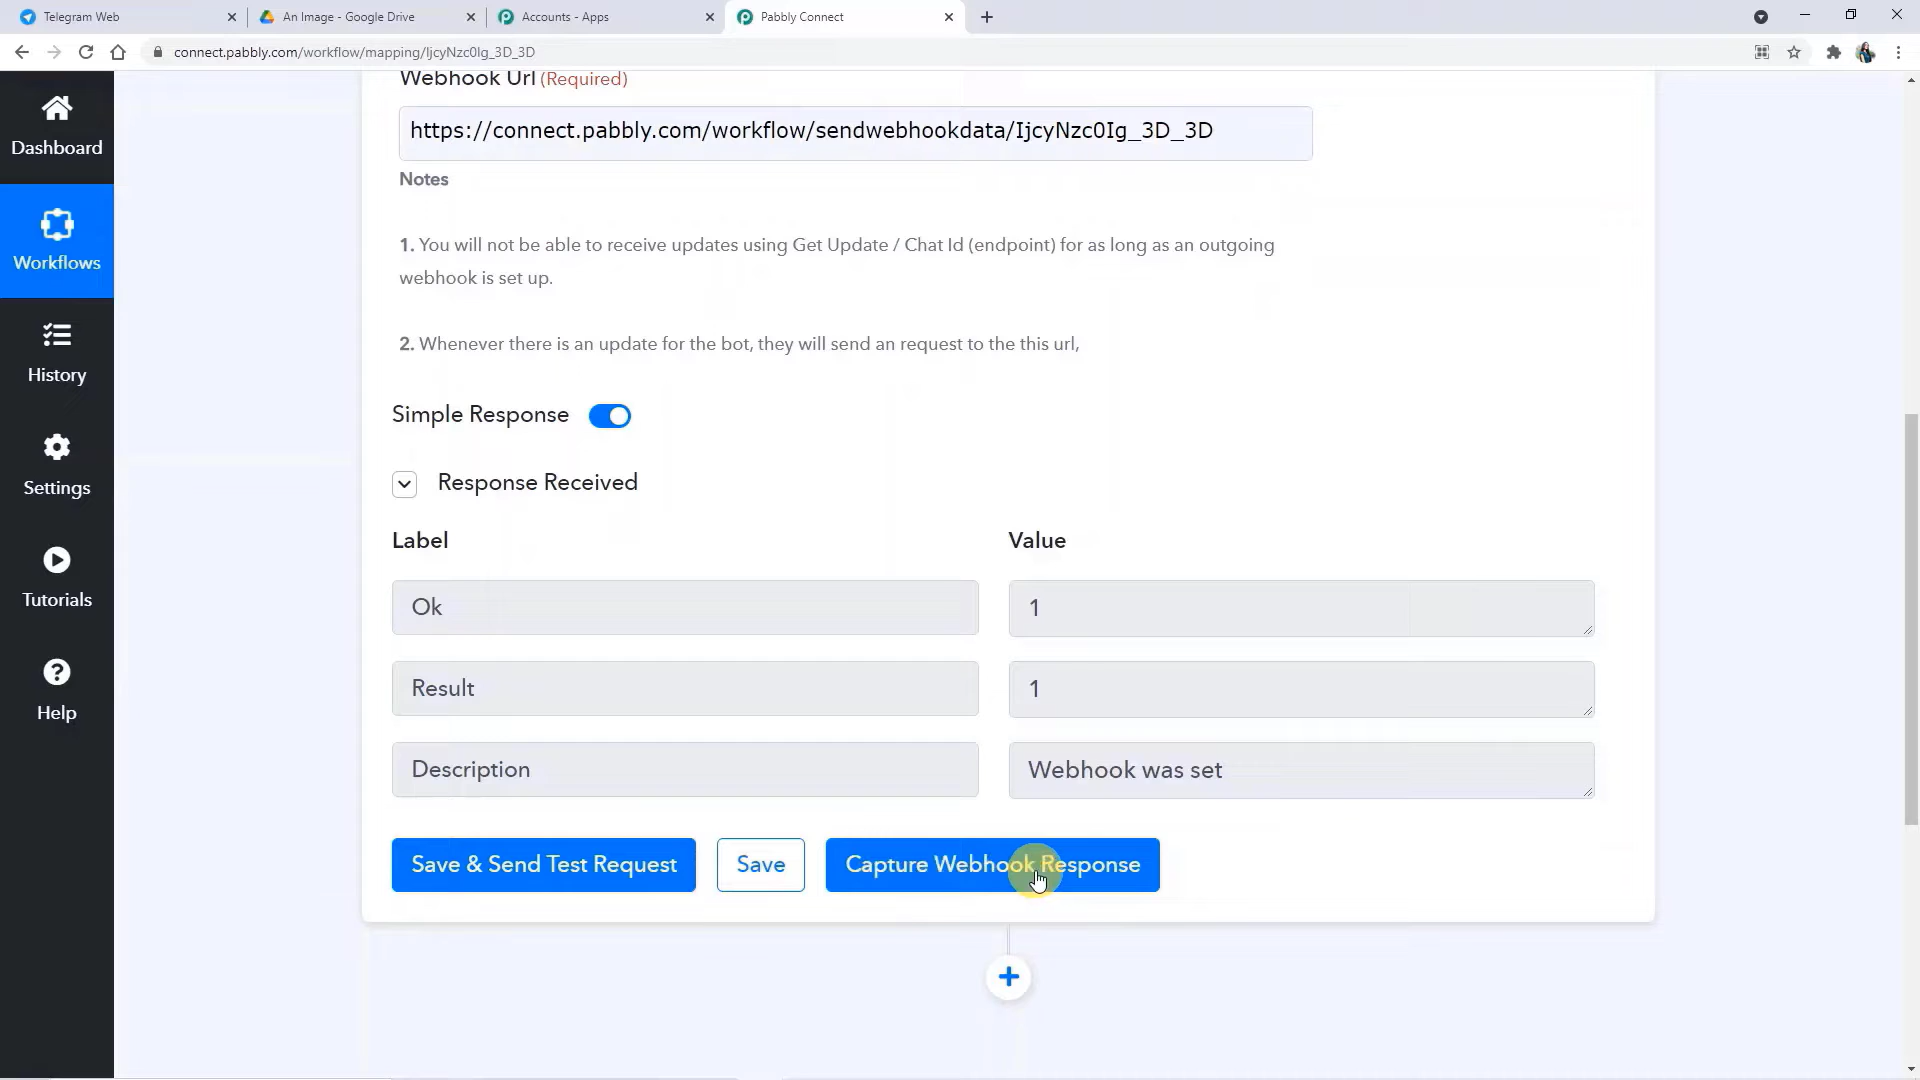 Telegram Web
An Image - Google Drive
Accounts - Apps
Pabbly Connect
connect.pabbly.com/workflow/mapping/IjcyNzc0Ig_3D_3D
Dashboard
Workflows
History
Settings
Tutorials
Help
Webhook Url (Required)
https://connect.pabbly.com/workflow/sendwebhookdata/IjcyNzc0Ig_3D_3D
Notes
1. You will not be able to receive updates using Get Update / Chat Id (endpoint) for as long as an outgoing
webhook is set up.
2. Whenever there is an update for the bot, they will send an request to the this url,
Simple Response
Response Received
Label Value
Ok 1
Result 1
Description Webhook was set
Save & Send Test Request Save Capture Webhook Response